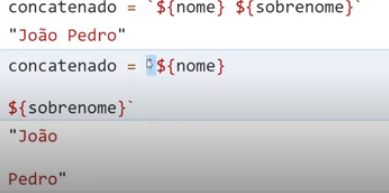 concatenado = `${nome} ${sobrenome}`
"João Pedro"
concatenado = `${nome}
${sobrenome}`
"João
Pedro"